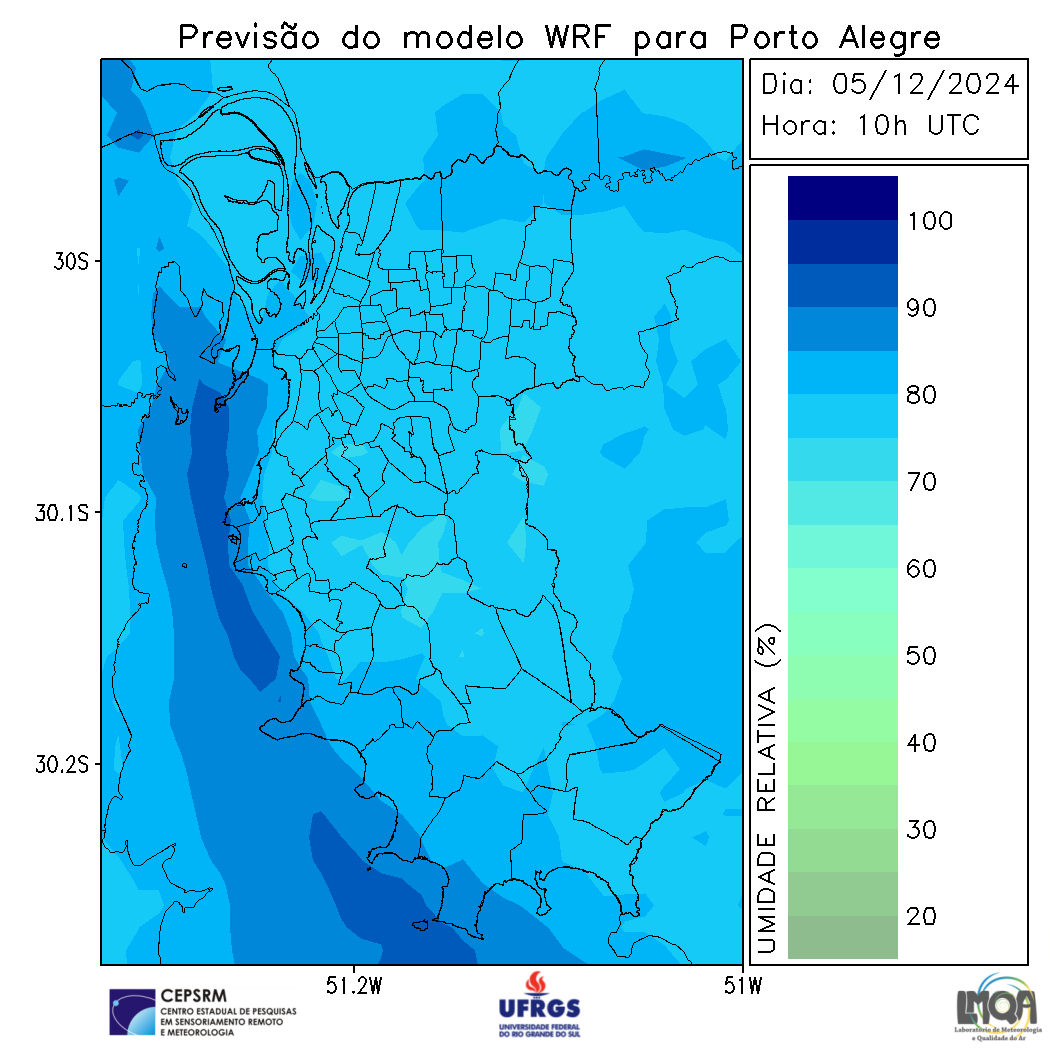 Previsão do modelo WRF para Porto Alegre
Dia: 05/12/2024
Hora: 10h UTC
100
90
80
70
60
50
40
30
20
UMIDADE RELATIVA (%)
30S
30.1S
30.2S
51.2W
51W
CEPSRM
CENTRO ESTADUAL DE PESQUISAS
EM SENSORIAMENTO REMOTO
E METEOROLOGIA
UFRGS
UNIVERSIDADE FEDERAL
DO RIO GRANDE DO SUL
LMQA
Laboratório de Meteorologia
e Qualidade do Ar